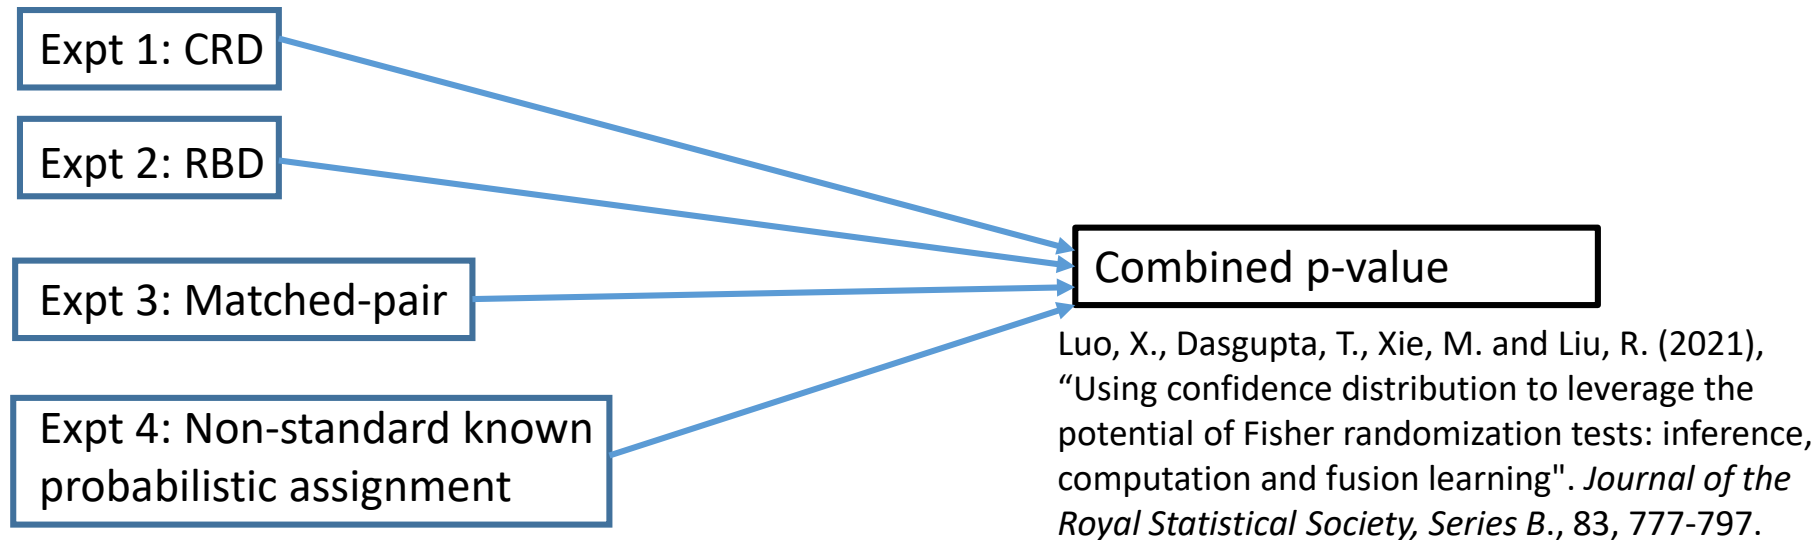 Expt 1: CRD
Expt 2: RBD
Expt 3: Matched-pair
Expt 4: Non-standard known
probabilistic assignment
Combined p-value
Luo, X., Dasgupta, T., Xie, M. and Liu, R. (2021),
“Using confidence distribution to leverage the
potential of Fisher randomization tests: inference,
computation and fusion learning". Journal of the
Royal Statistical Society, Series B., 83, 777-797.